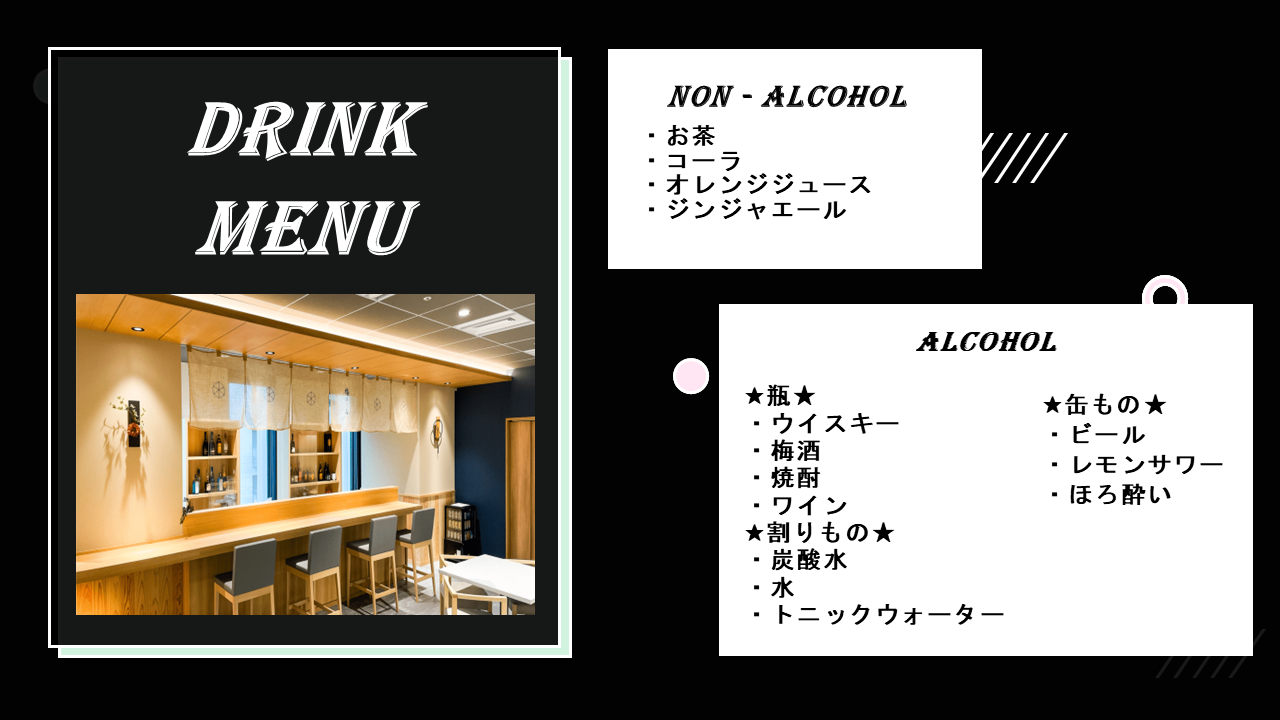 DRINK
MENU
NON - ALCOHOL
・お茶
・コーラ
・オレンジジュース
・ジンジャエール
ALCOHOL
★瓶★
・ウイスキー
・梅酒
・焼酎
・ワイン
★割りもの★
・炭酸水
・水
・トニックウォーター
★缶もの★
・ビール
・レモンサワー
・ほろ酔い